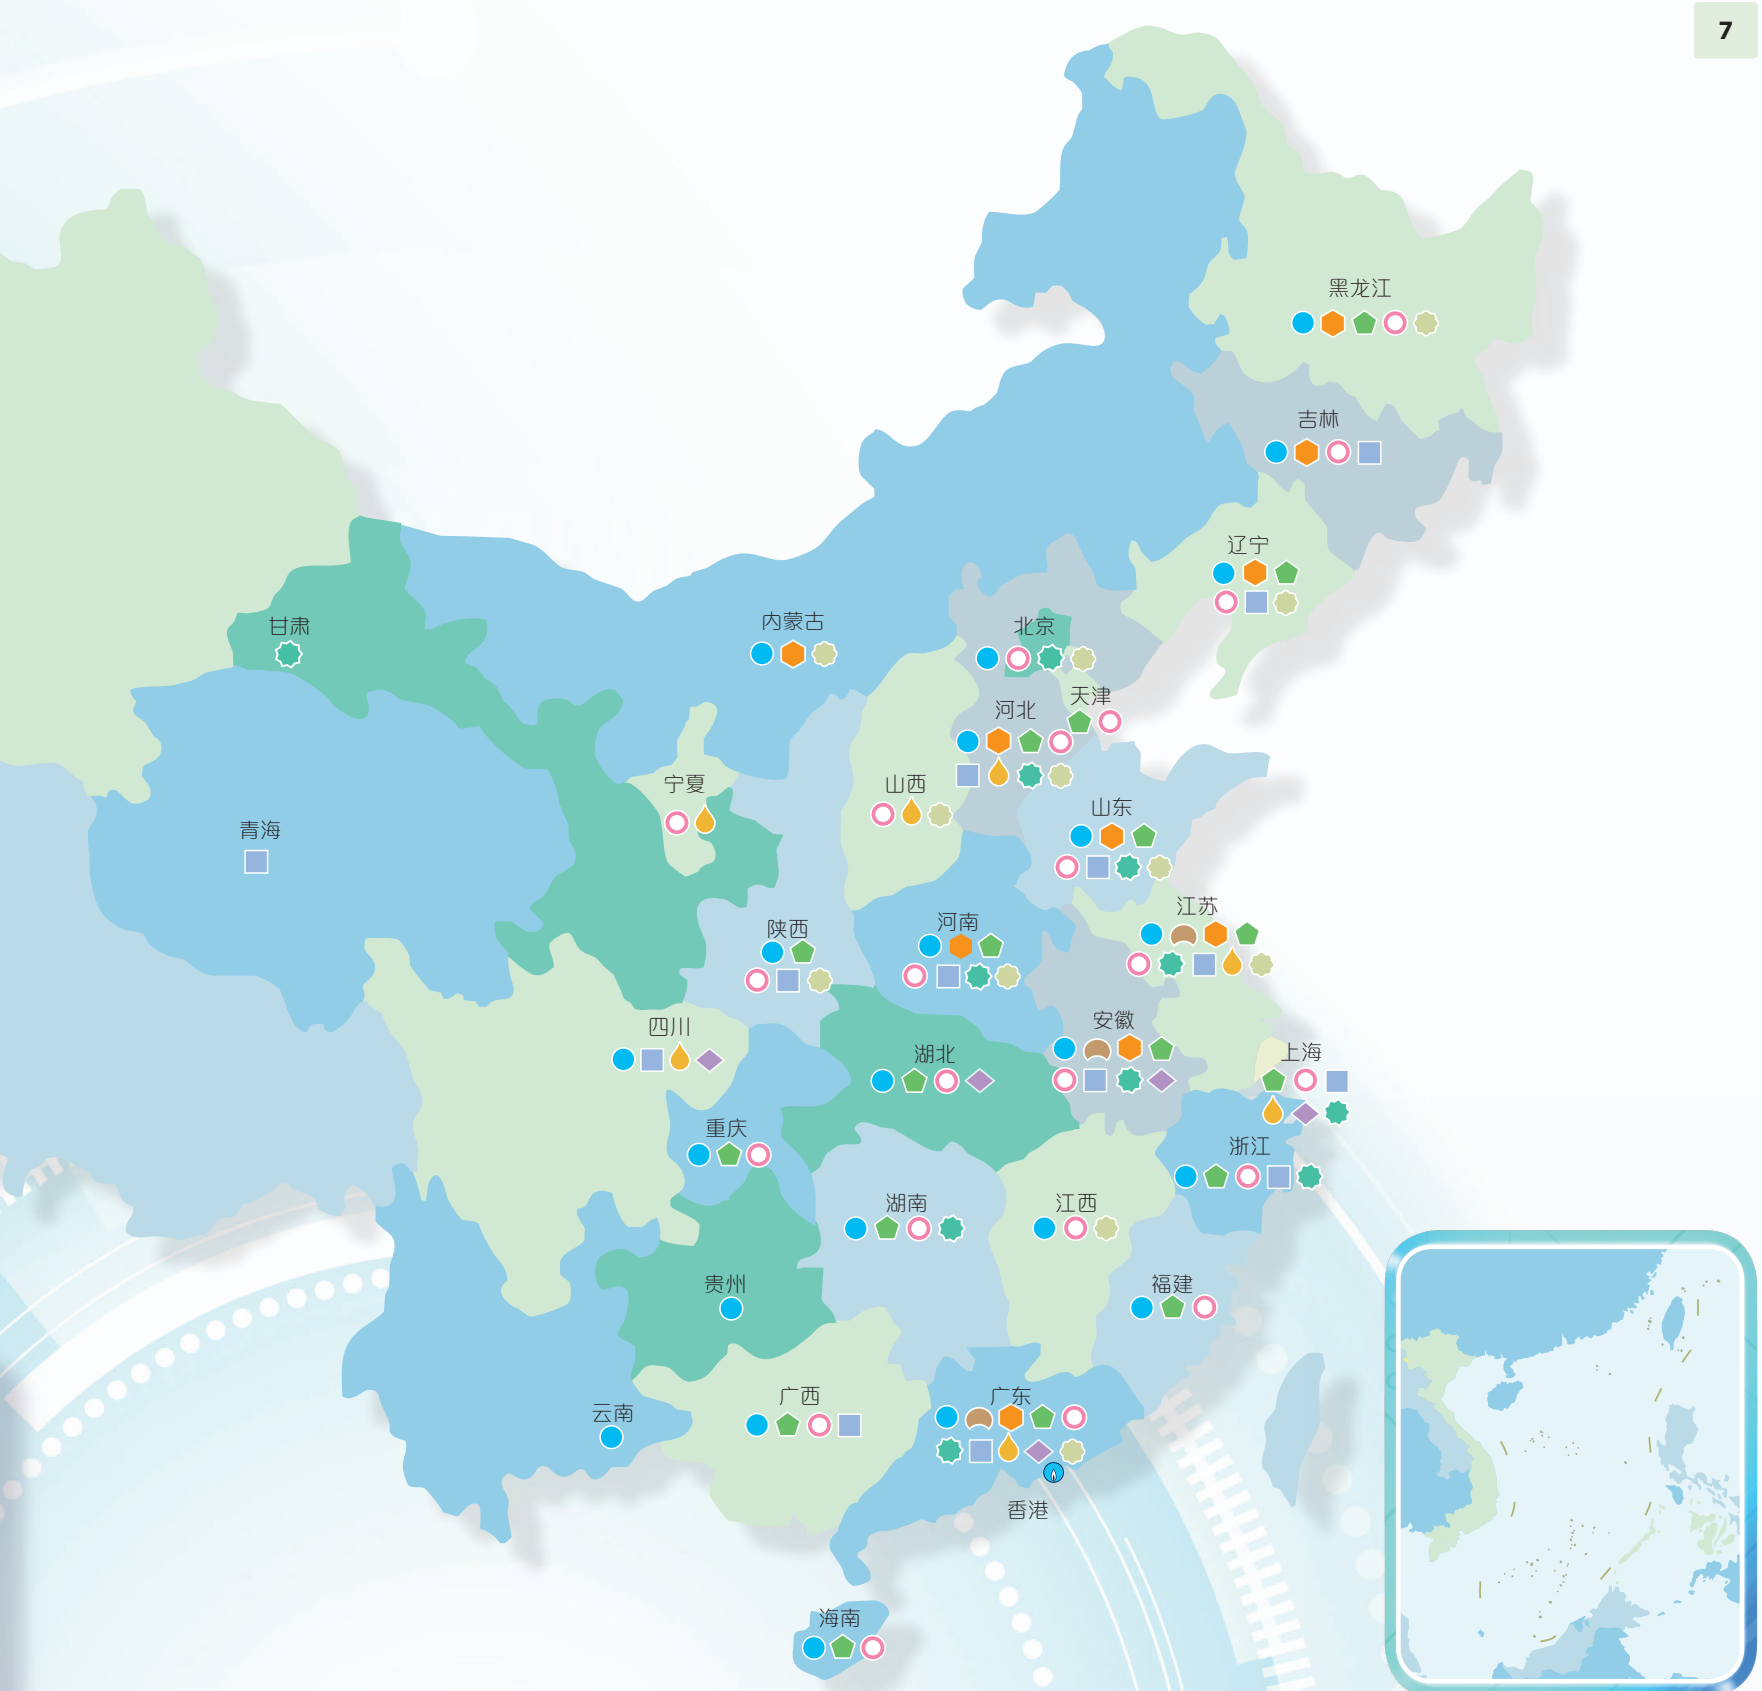 7
黑龙江
吉林
辽宁
甘肃
内蒙古
北京
天津
河北
宁夏
山西
山东
青海
江苏
陕西
河南
安徽
四川
湖北
上海
重庆
浙江
湖南
江西
贵州
福建
云南
广西
广东
香港
海南